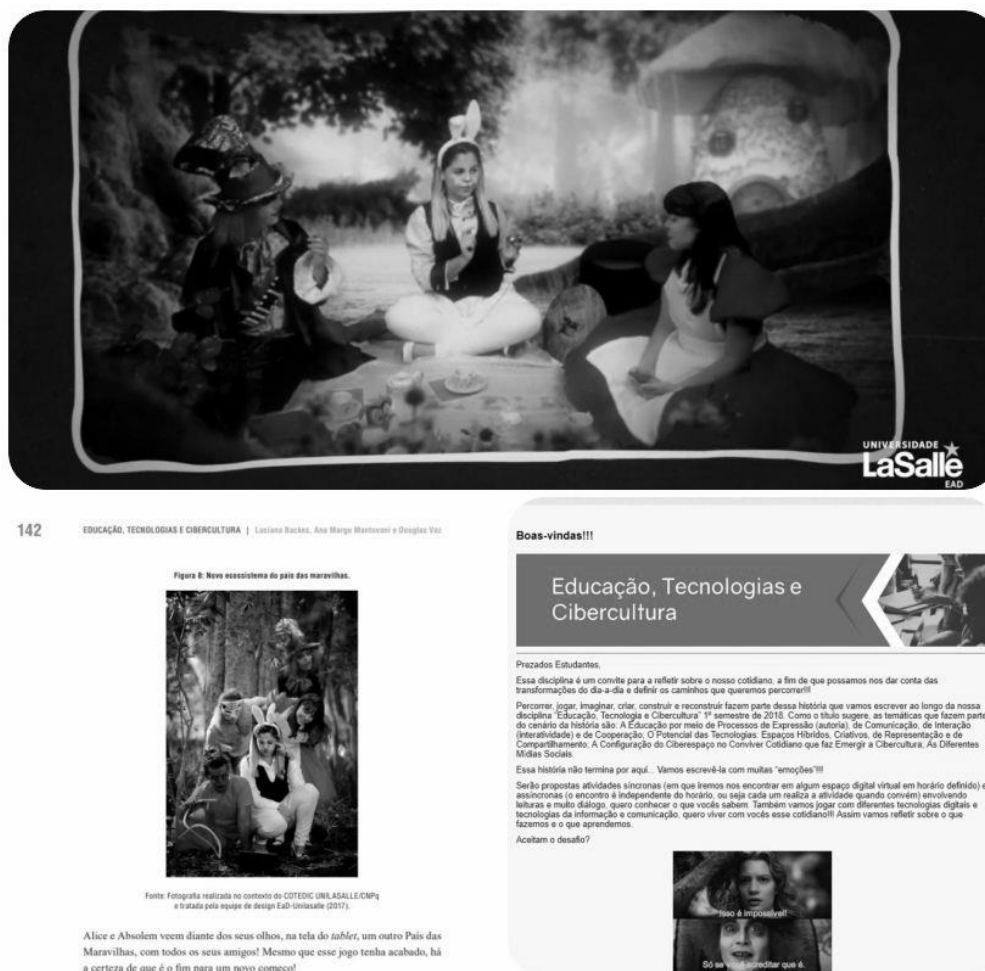 UNIVERSIDADE
LaSalle
EAD
142
EDUCAÇÃO, TECNOLOGIAS E CIBERCULTURA | Luciana Backes, Ana Margo Mantovani e Douglas Vaz
Figura 8: Novo ecossistema do país das maravilhas.
Fonte: Fotografia realizada no contexto do COTEDIC UNILASALLE/CNPq
e tratada pela equipe de design EaD-Unilasalle (2017).
Alice e Absolem veem diante dos seus olhos, na tela do tablet, um outro País das
Maravilhas, com todos os seus amigos! Mesmo que esse jogo tenha acabado, há
a certeza de que é o fim para um novo começo!
Boas-vindas!!!
Educação, Tecnologias e
Cibercultura
Prezados Estudantes,
Essa disciplina é um convite para a refletir sobre o nosso cotidiano, a fim de que possamos nos dar conta das
transformações do dia-a-dia e definir os caminhos que queremos percorrer!!!
Percorrer, jogar, imaginar, criar, construir e reconstruir fazem parte dessa história que vamos escrever ao longo da nossa
disciplina "Educação, Tecnologia e Cibercultura" 1º semestre de 2018. Como o título sugere, as temáticas que fazem parte
do cenário da história são: A Educação por meio de Processos de Expressão (autoria), de Comunicação, de Interação
(interatividade) e de Cooperação; O Potencial das Tecnologias: Espaços Híbridos, Criativos, de Representação e de
Compartilhamento; A Configuração do Ciberespaço no Conviver Cotidiano que faz Emergir a Cibercultura; As Diferentes
Mídias Sociais.
Essa história não termina por aqui... Vamos escrevê-la com muitas "emoções"!!!
Serão propostas atividades síncronas (em que iremos nos encontrar em algum espaço digital virtual em horário definido) e
assíncronas (o encontro é independente do horário, ou seja cada um realiza a atividade quando convém) envolvendo
leituras e muito diálogo, quero conhecer o que vocês sabem. Também vamos jogar com diferentes tecnologias digitais e
tecnologias da informação e comunicação, quero viver com vocês esse cotidiano!!! Assim vamos refletir sobre o que
fazemos e o que aprendemos.
Aceitam o desafio?
Isso é impossível!
Só se você acreditar que é.